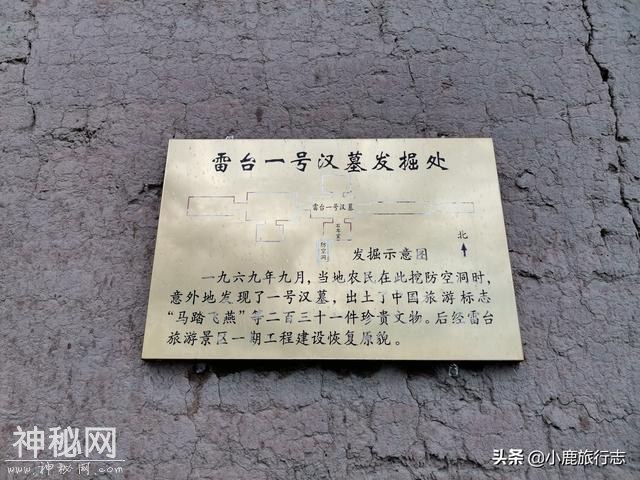 雷台一号汉墓发掘处
雷台一号汉墓
防空洞
发掘示意图
北
一九六九年九月，当地农民在此挖防空洞时，
意外地发现了一号汉墓，出土了中国旅游标志
“马踏飞燕”等二百三十一件珍贵文物。后经雷台
旅游景区一期工程建设恢复原貌。
神秘网
www.shenmiwang.com
头条 @小鹿旅行志